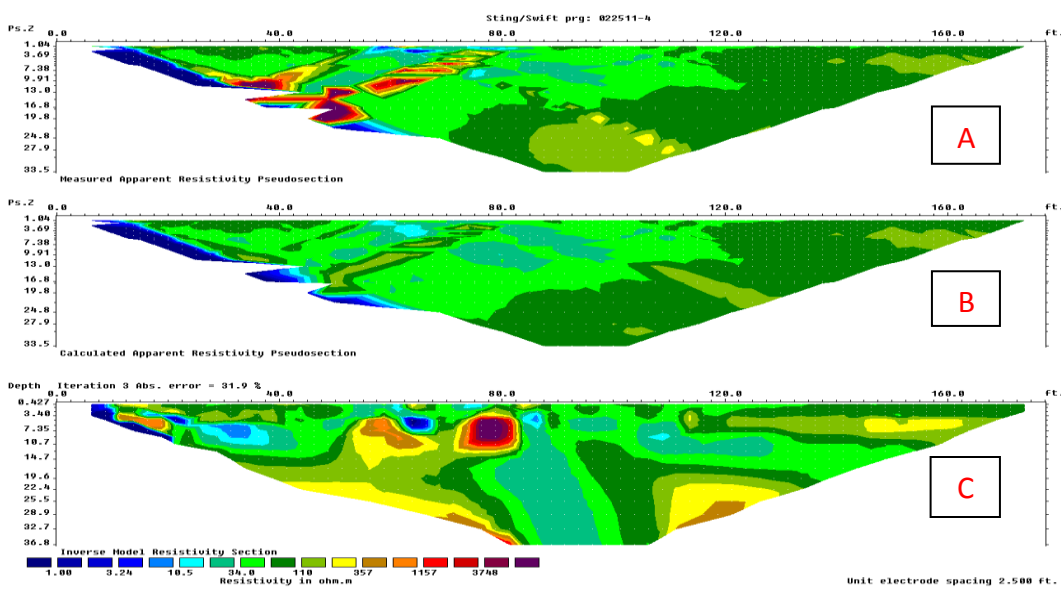 Sting/Swift prg: 022511-4
Ps.Z 0.0 40.0 80.0 120.0 160.0 ft.
1.04
3.69
7.38
9.91
13.0
16.8
19.8
24.8
27.9
33.5
A
Measured Apparent Resistivity Pseudosection
Ps.Z 0.0 40.0 80.0 120.0 160.0 ft.
1.04
3.69
7.38
9.91
13.0
16.8
19.8
24.8
27.9
33.5
B
Calculated Apparent Resistivity Pseudosection
Depth Iteration 3 Abs. error = 31.9 %
0.0 40.0 80.0 120.0 160.0 ft.
0.427
3.40
7.35
10.7
14.7
19.6
22.4
25.5
28.9
32.7
36.8
C
Inverse Model Resistivity Section
1.00 3.24 10.5 34.0 110 357 1157 3748
Resistivity in ohm.m
Unit electrode spacing 2.500 ft.